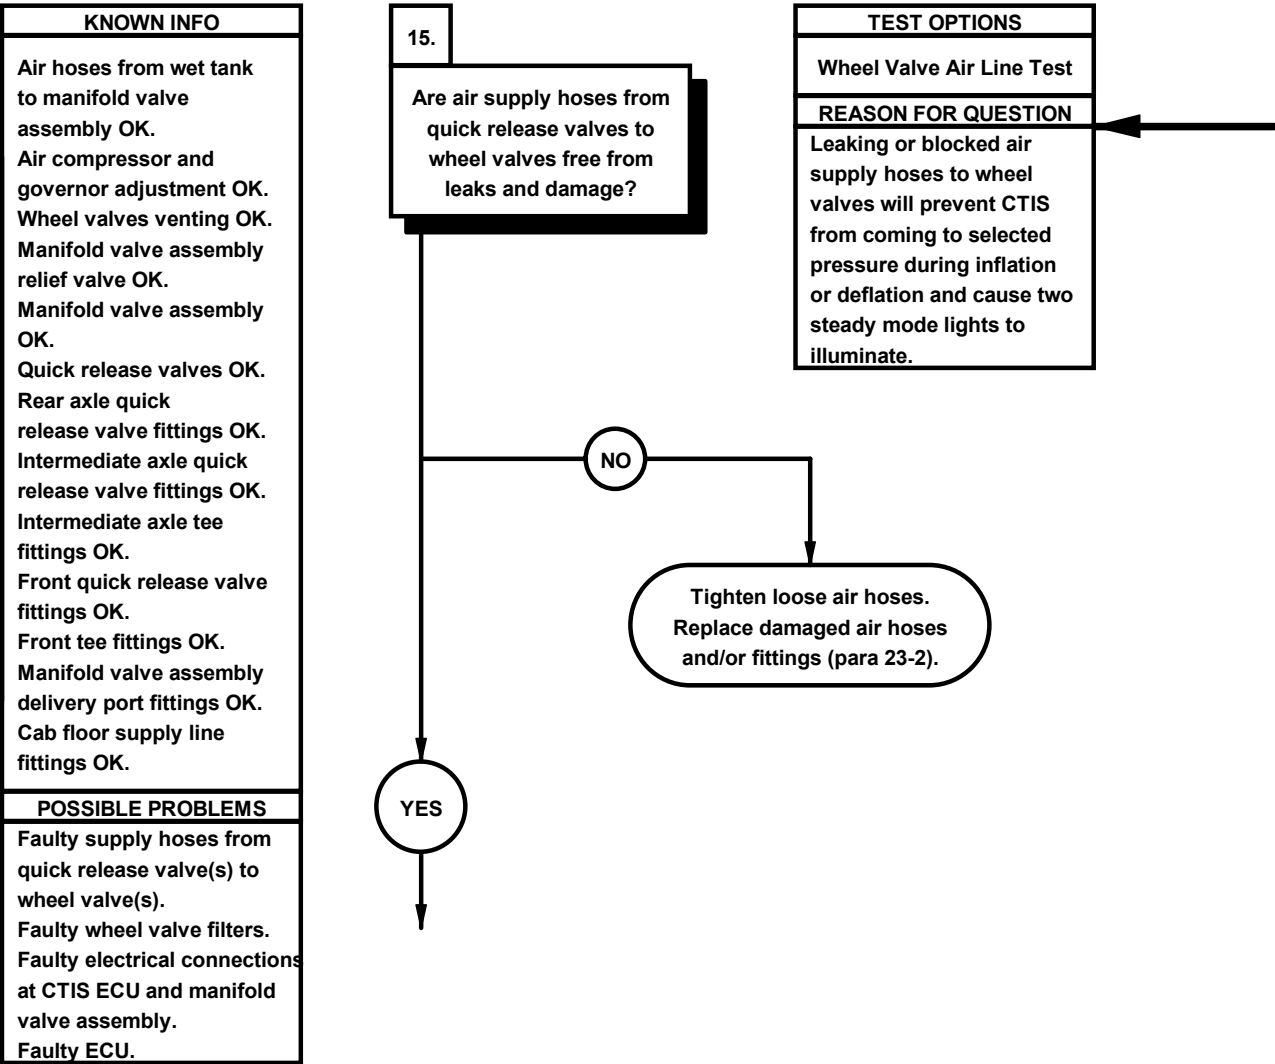 KNOWN INFO
Air hoses from wet tank
to manifold valve
assembly OK.
Air compressor and
governor adjustment OK.
Wheel valves venting OK.
Manifold valve assembly
relief valve OK.
Manifold valve assembly
OK.
Quick release valves OK.
Rear axle quick
release valve fittings OK.
Intermediate axle quick
release valve fittings OK.
Intermediate axle tee
fittings OK.
Front quick release valve
fittings OK.
Front tee fittings OK.
Manifold valve assembly
delivery port fittings OK.
Cab floor supply line
fittings OK.
POSSIBLE PROBLEMS
Faulty supply hoses from
quick release valve(s) to
wheel valve(s).
Faulty wheel valve filters.
Faulty electrical connections
at CTIS ECU and manifold
valve assembly.
Faulty ECU.
15.
Are air supply hoses from
quick release valves to
wheel valves free from
leaks and damage?
NO
Tighten loose air hoses.
Replace damaged air hoses
and/or fittings (para 23-2).
YES
TEST OPTIONS
Wheel Valve Air Line Test
REASON FOR QUESTION
Leaking or blocked air
supply hoses to wheel
valves will prevent CTIS
from coming to selected
pressure during inflation
or deflation and cause two
steady mode lights to
illuminate.